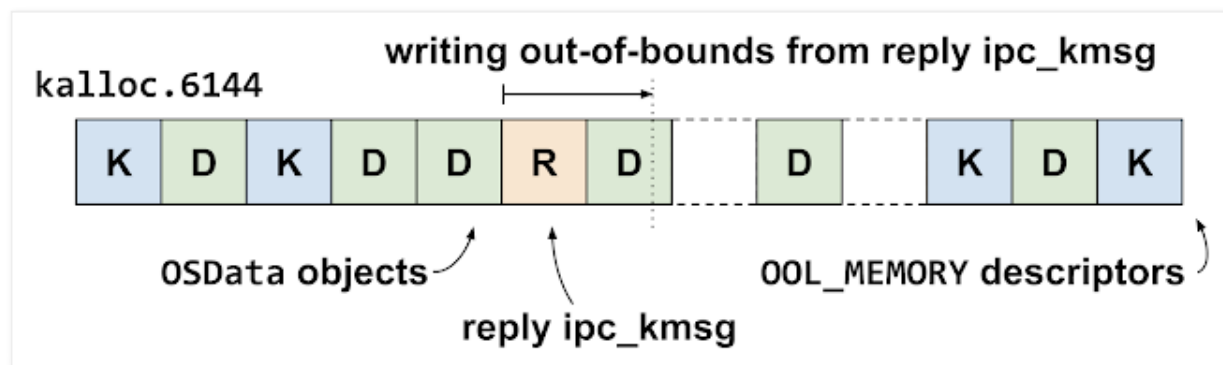 writing out-of-bounds from reply ipc_kmsg
kalloc.6144
K D K D D R D D K D K
OSData objects
OOL_MEMORY descriptors
reply ipc_kmsg